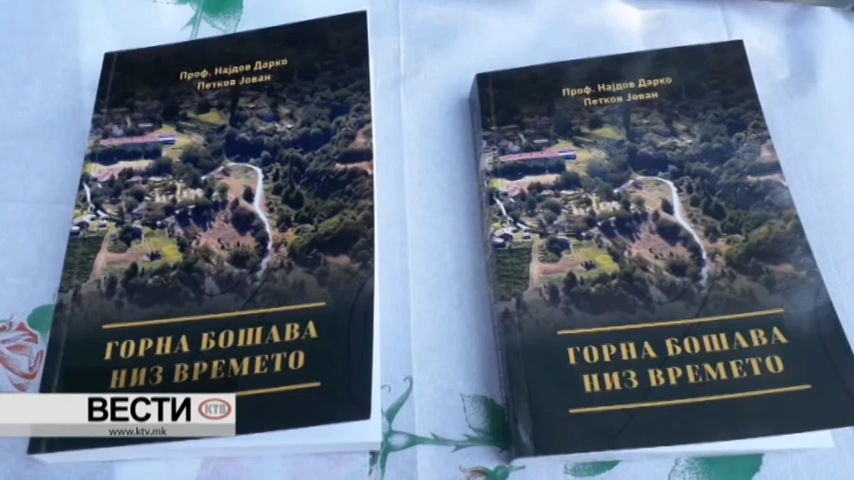 Проф. Најдов Дарко
Петков Јован
ГОРНА БОШАВА
НИЗ ВРЕМЕТО
Проф. Најдов Дарко
Петков Јован
ГОРНА БОШАВА
НИЗ ВРЕМЕТО
ВЕСТИ КТВ
www.ktv.mk